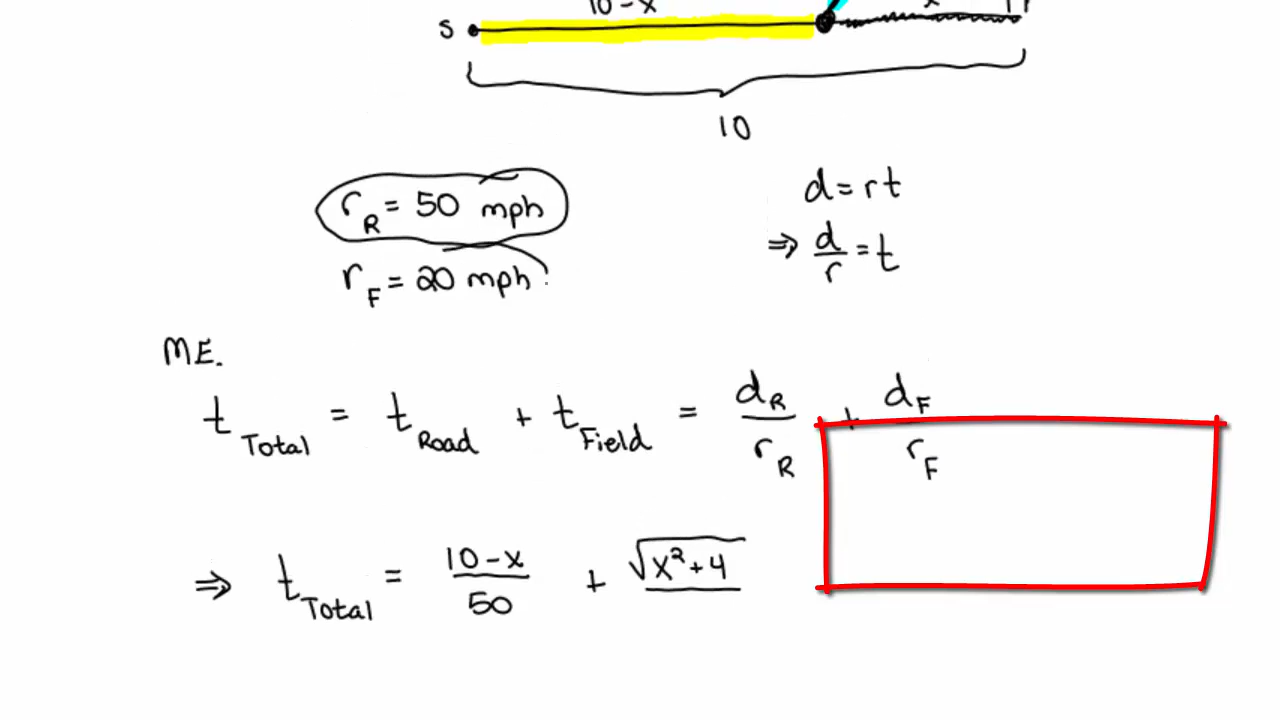 10 - x
S
10
r_R = 50 mph
r_F = 20 mph
d = rt
⇒ d/r = t
M.E.
t_Total = t_Road + t_Field = d_R/r_R + d_F/r_F
⇒ t_Total = (10-x)/50 + √(x²+4)